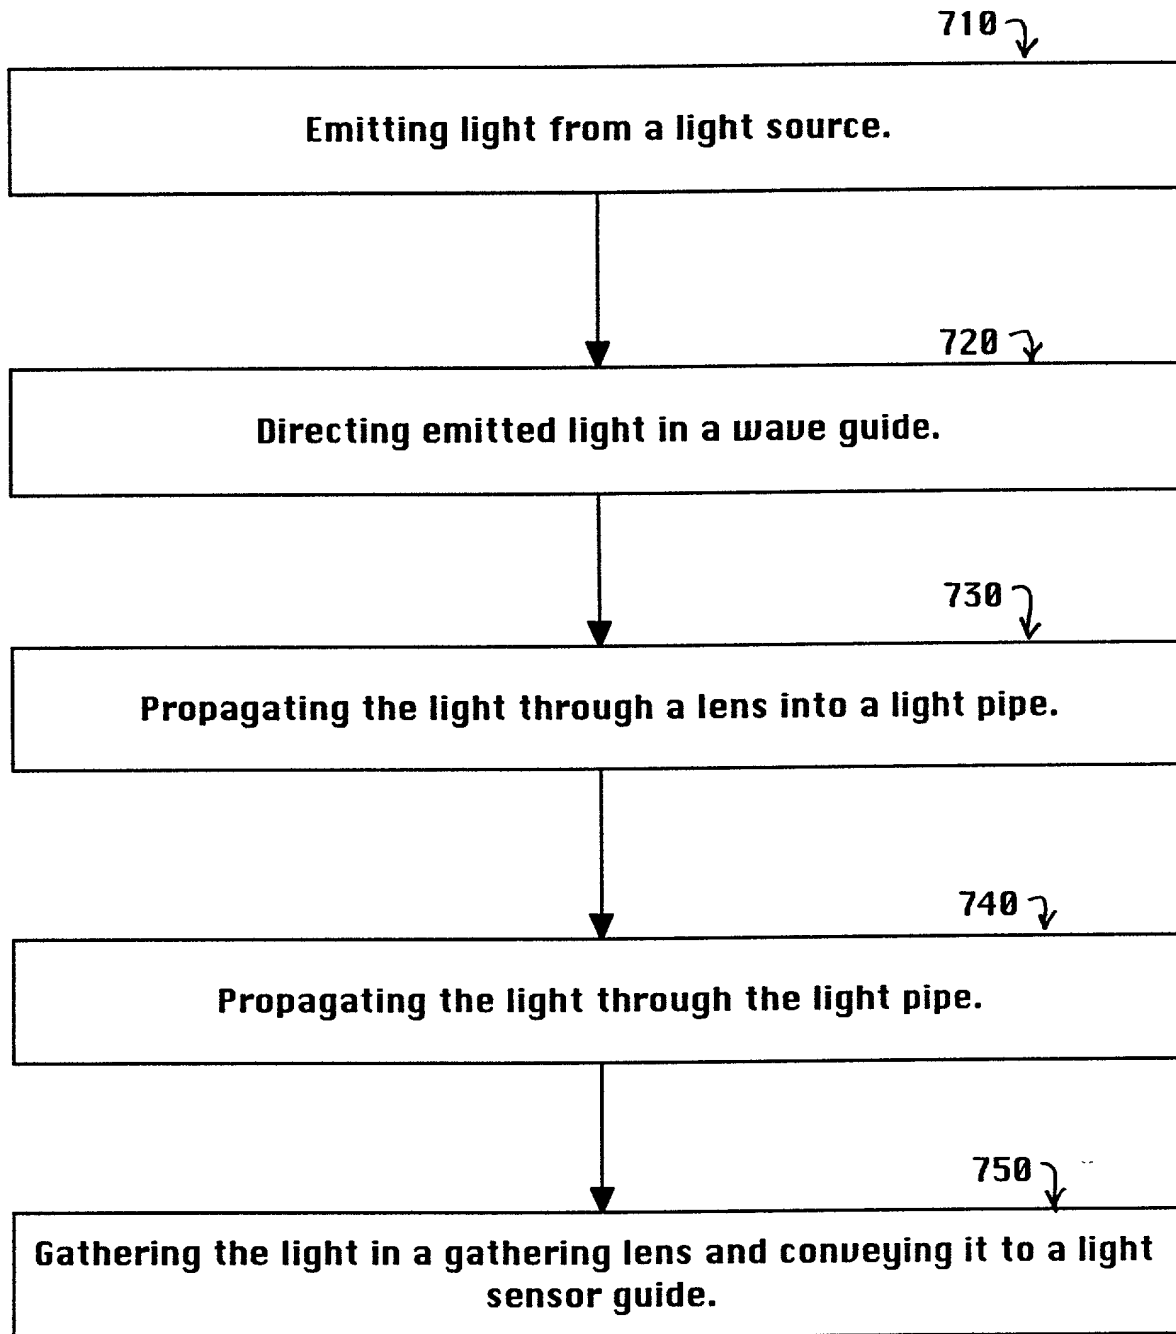 710
Emitting light from a light source.
720
Directing emitted light in a wave guide.
730
Propagating the light through a lens into a light pipe.
740
Propagating the light through the light pipe.
750
Gathering the light in a gathering lens and conveying it to a light
sensor guide.